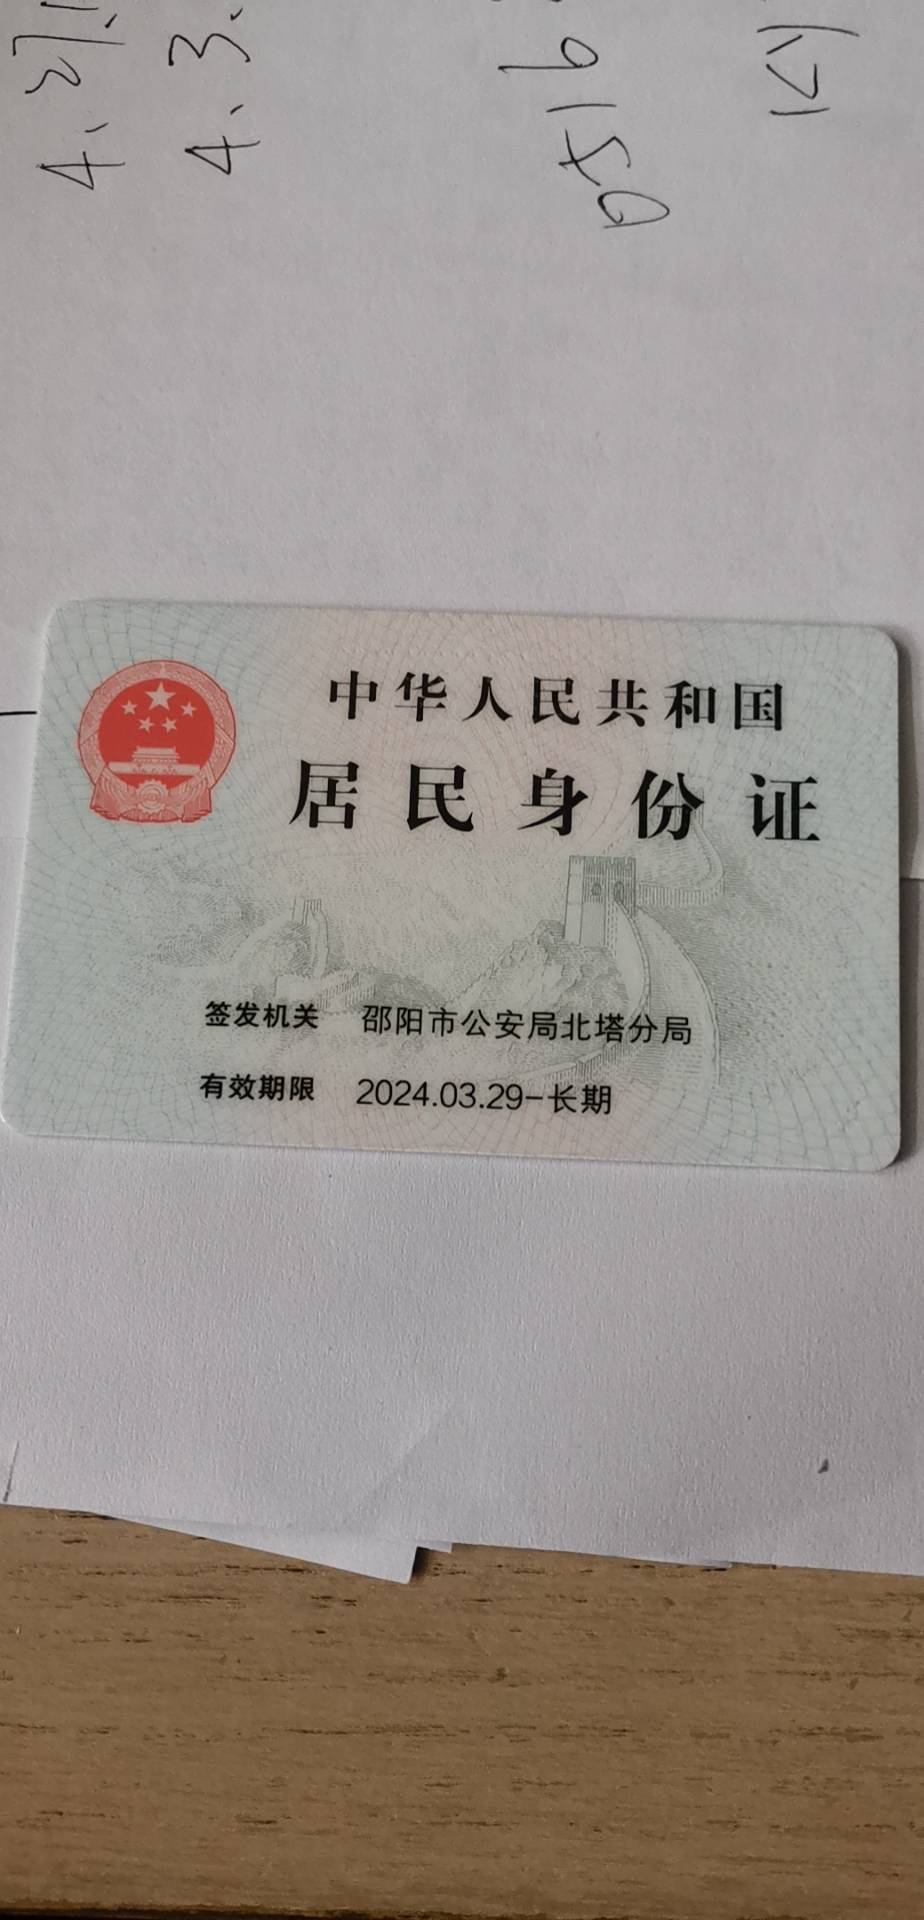 中华人民共和国
居民身份证
签发机关 邵阳市公安局北塔分局
有效期限 2024.03.29-长期